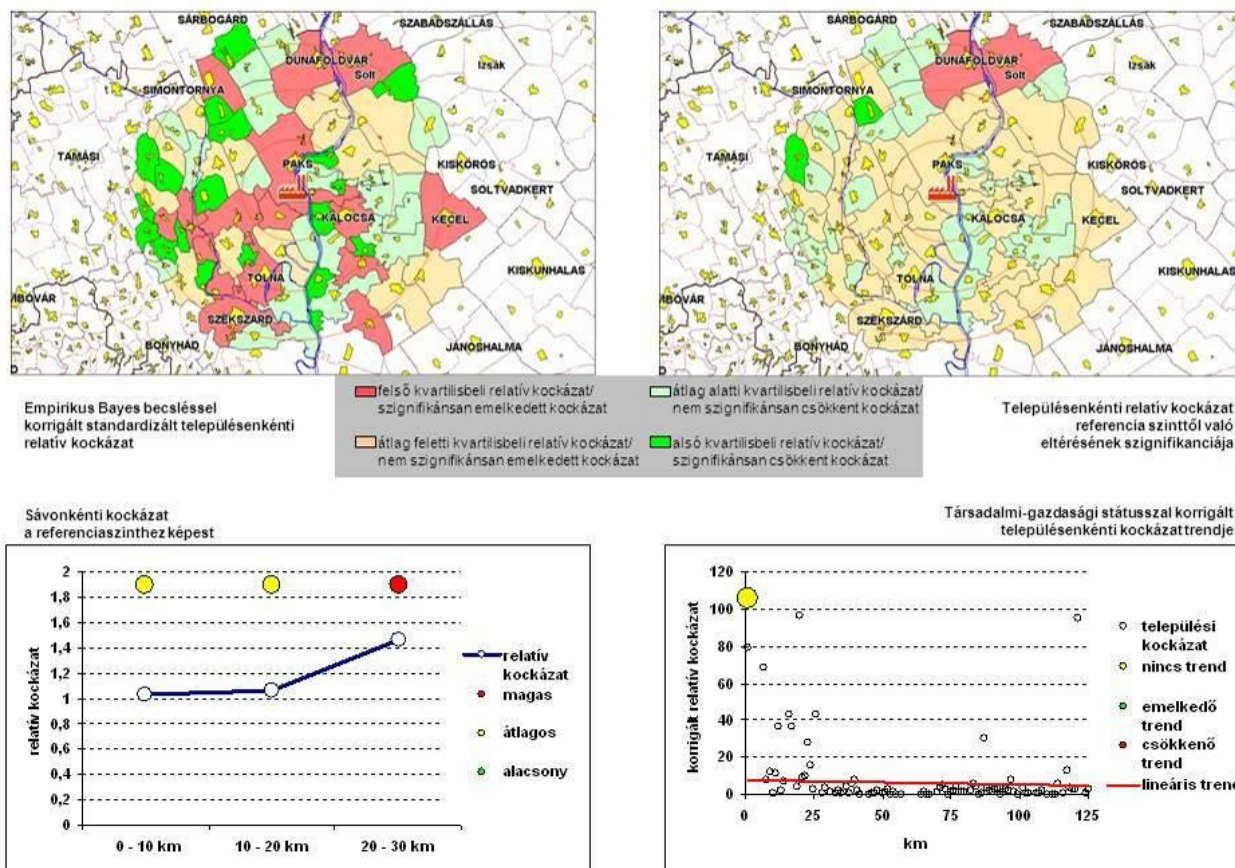 SÁRBOGÁRD
SZABADSZÁLLÁS
DUNAFÖLDVÁR
Solt
Izsák
SIMONTORNYA
TAMÁSI
PAKS
KISKŐRÖS
SOLTVADKERT
KALOCSA
KECEL
TOLNA
KISKUNHALAS
MBOVÁR
SZEKSZÁRD
BONYHÁD
JÁNOSHALMA
SÁRBOGÁRD
SZABADSZÁLLÁS
DUNAFÖLDVÁR
Solt
Izsák
SIMONTORNYA
TAMÁSI
PAKS
KISKŐRÖS
SOLTVADKERT
KALOCSA
KECEL
TOLNA
KISKUNHALAS
MBOVÁR
SZEKSZÁRD
BONYHÁD
JÁNOSHALMA
Empirikus Bayes becsléssel
korrigált standardizált településenkénti
relatív kockázat
felső kvartilisbeli relatív kockázat/
szignifikánsan emelkedett kockázat
átlag feletti kvartilisbeli relatív kockázat/
nem szignifikánsan emelkedett kockázat
átlag alatti kvartilisbeli relatív kockázat/
nem szignifikánsan csökkent kockázat
alsó kvartilisbeli relatív kockázat/
szignifikánsan csökkent kockázat
Településenkénti relatív kockázat
referencia szinttől való
eltérésének szignifikanciája
Sávonkénti kockázat
a referenciaszinthez képest
relatív kockázat
2
1,8
1,6
1,4
1,2
1
0,8
0,6
0,4
0,2
0
0 - 10 km
10 - 20 km
20 - 30 km
relatív
kockázat
magas
átlagos
alacsony
Társadalmi-gazdasági státusszal korrigált
településenkénti kockázat trendje
korrigált relatív kockázat
120
100
80
60
40
20
0
0
25
50
75
100
125
km
települési
kockázat
nincs trend
emelkedő
trend
csökkenő
trend
lineáris trend